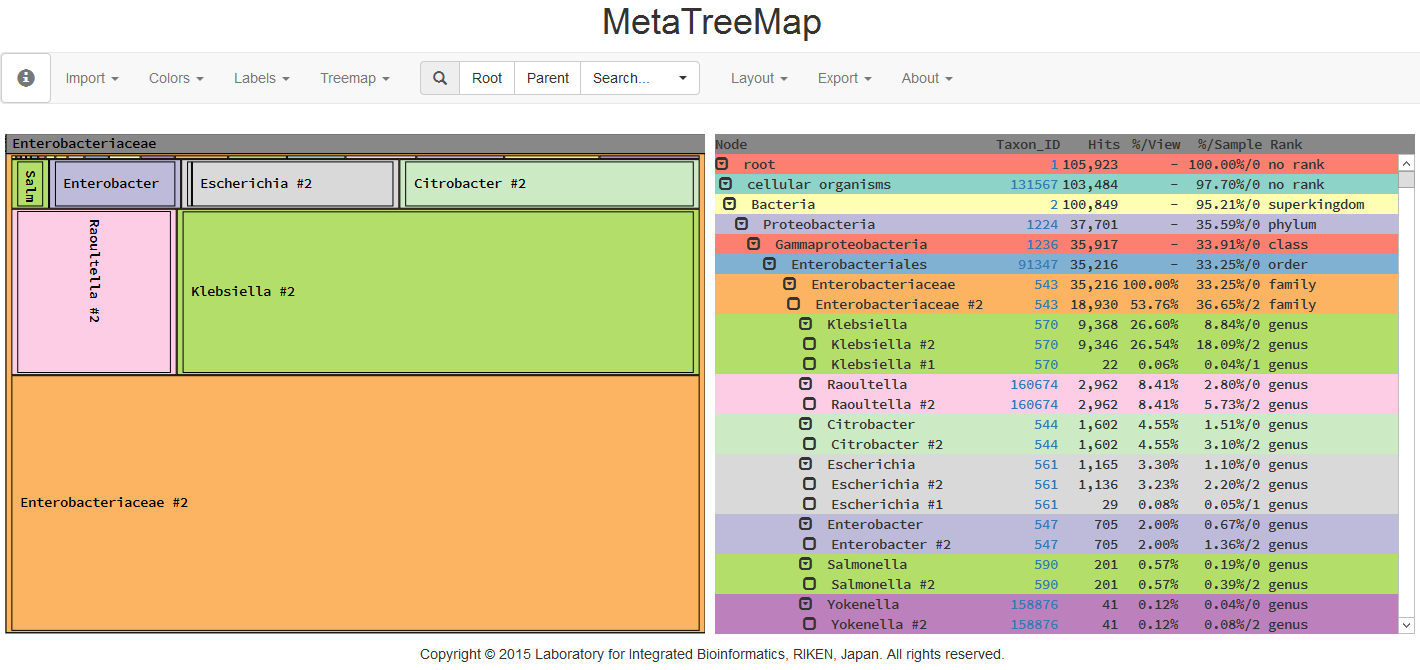 MetaTreeMap
Import Colors Labels Treemap Root Parent Search... Layout Export About
Enterobacteriaceae
Salm Enterobacter Escherichia #2 Citrobacter #2
Raoultella #2 Klebsiella #2
Enterobacteriaceae #2
Node Taxon_ID Hits %/View %/Sample Rank
root 1 105,923 – 100.00%/0 no rank
cellular organisms 131567 103,484 – 97.70%/0 no rank
Bacteria 2 100,849 – 95.21%/0 superkingdom
Proteobacteria 1224 37,701 – 35.59%/0 phylum
Gammaproteobacteria 1236 35,917 – 33.91%/0 class
Enterobacteriales 91347 35,216 – 33.25%/0 order
Enterobacteriaceae 543 35,216 100.00% 33.25%/0 family
Enterobacteriaceae #2 543 18,930 53.76% 36.65%/2 family
Klebsiella 570 9,368 26.60% 8.84%/0 genus
Klebsiella #2 570 9,346 26.54% 18.09%/2 genus
Klebsiella #1 570 22 0.06% 0.04%/1 genus
Raoultella 160674 2,962 8.41% 2.80%/0 genus
Raoultella #2 160674 2,962 8.41% 5.73%/2 genus
Citrobacter 544 1,602 4.55% 1.51%/0 genus
Citrobacter #2 544 1,602 4.55% 3.10%/2 genus
Escherichia 561 1,165 3.30% 1.10%/0 genus
Escherichia #2 561 1,136 3.23% 2.20%/2 genus
Escherichia #1 561 29 0.08% 0.05%/1 genus
Enterobacter 547 705 2.00% 0.67%/0 genus
Enterobacter #2 547 705 2.00% 1.36%/2 genus
Salmonella 590 201 0.57% 0.19%/0 genus
Salmonella #2 590 201 0.57% 0.39%/2 genus
Yokenella 158876 41 0.12% 0.04%/0 genus
Yokenella #2 158876 41 0.12% 0.08%/2 genus
Copyright © 2015 Laboratory for Integrated Bioinformatics, RIKEN, Japan. All rights reserved.